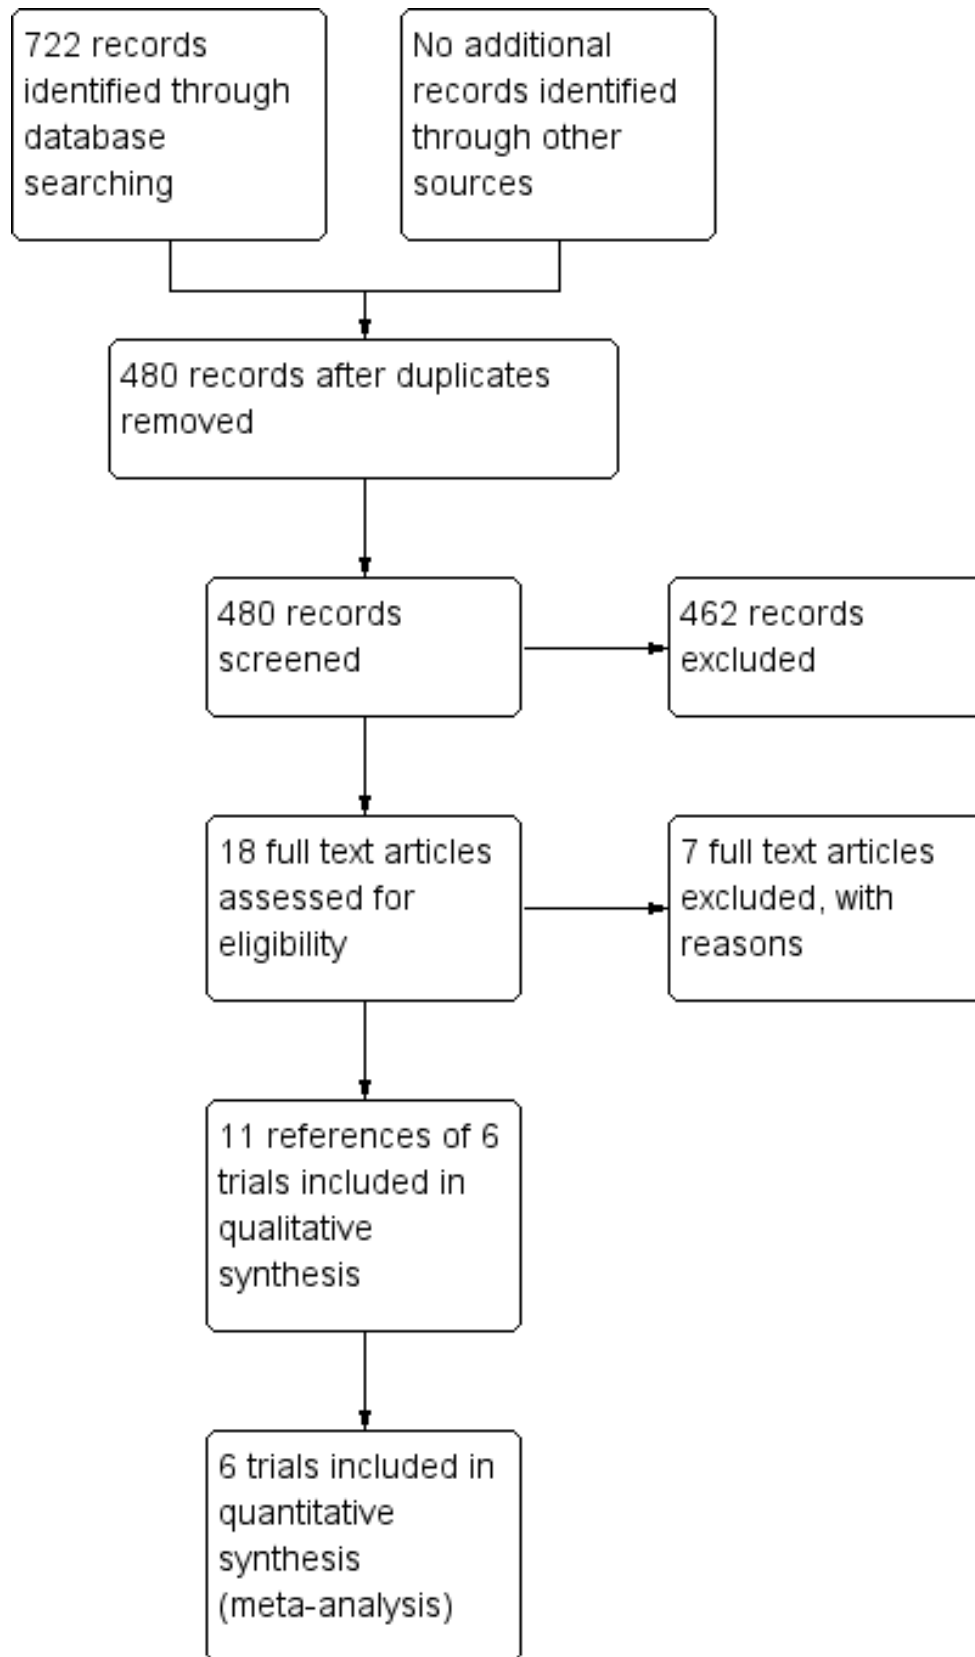 722 records
identified through
database
searching
No additional
records identified
through other
sources
480 records after duplicates
removed
480 records
screened
462 records
excluded
18 full text articles
assessed for
eligibility
7 full text articles
excluded, with
reasons
11 references of 6
trials included in
qualitative
synthesis
6 trials included in
quantitative
synthesis
(meta-analysis)